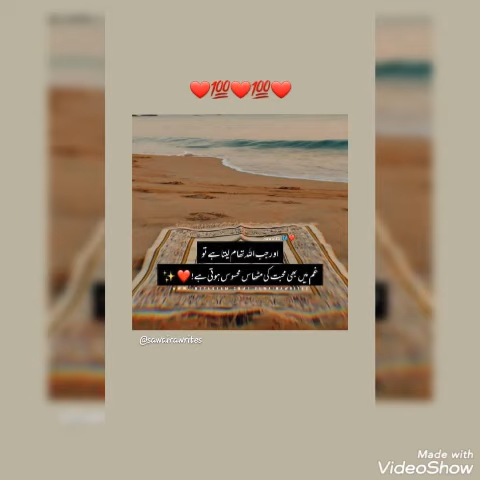 ❤️💯❤️💯❤️
اور جب اللہ تھام لیتا ہے تو
غم میں بھی محبت کی مٹھاس محسوس ہوتی ہے! ❤️✨
@sawairawrites
Made with
VideoShow